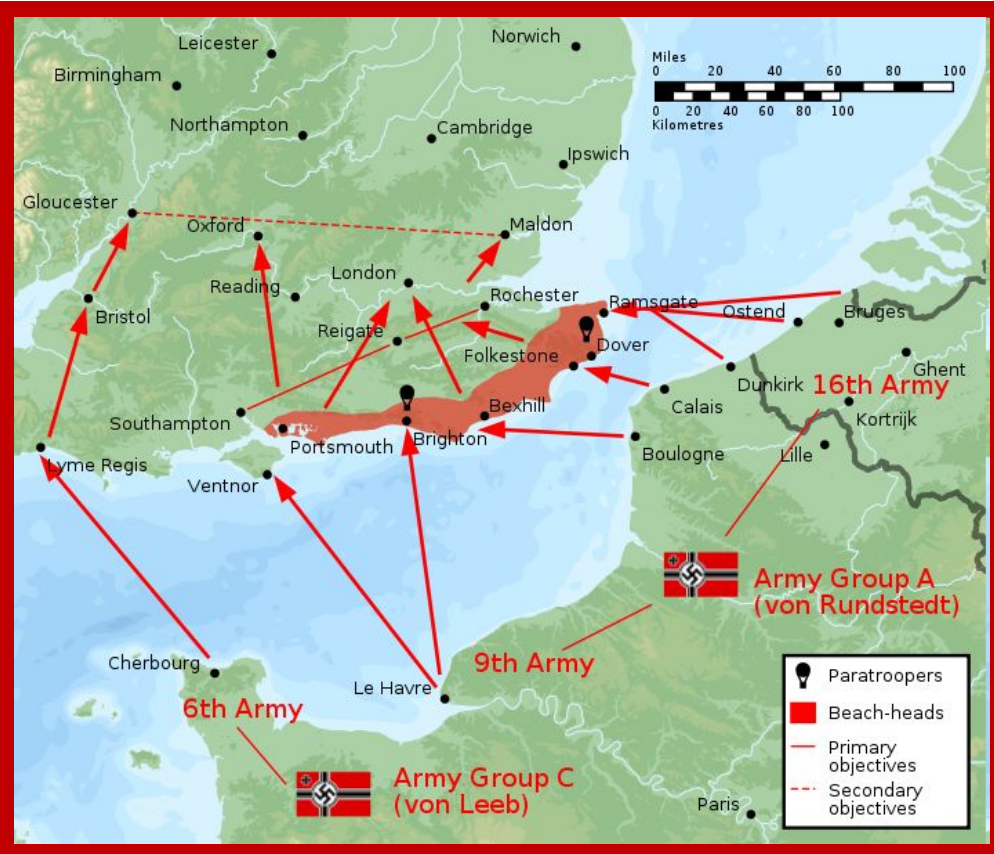 Leicester
Norwich
Birmingham
Miles
0 20 40 60 80 100
0 20 40 60 80 100
Kilometres
Northampton
Cambridge
Ipswich
Gloucester
Oxford
Maldon
London
Reading
Rochester
Ramsgate
Bristol
Ostend
Bruges
Reigate
Folkestone
Dover
Ghent
Dunkirk
16th Army
Calais
Southampton
Bexhill
Kortrijk
Portsmouth
Brighton
Boulogne
Lille
Lyme Regis
Ventnor
Army Group A
(von Rundstedt)
Cherbourg
9th Army
Le Havre
6th Army
Army Group C
(von Leeb)
Paris
Paratroopers
Beach-heads
Primary
objectives
Secondary
objectives